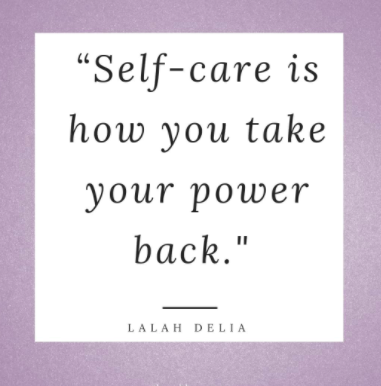 “Self-care is
how you take
your power
back."
LALAH DELIA